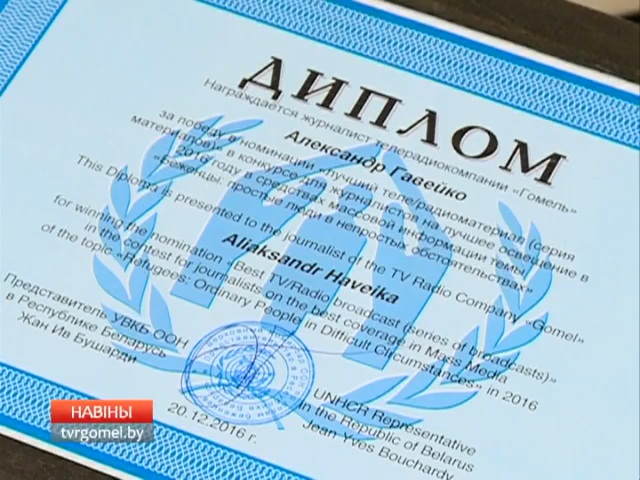 ДИПЛОМ
Награждается журналист телерадиокомпании «Гомель»
Александр Гавейко
за победу в номинации «Лучший теле/радиоматериал (серия
материалов)» в конкурсе для журналистов на лучшее освещение в
2016 году в средствах массовой информации темы
«Беженцы: простые люди в непростых обстоятельствах»
This Diploma is presented to the journalist of the TV Radio Company «Gomel»
Aliaksandr Haveika
for winning the nomination «Best TV/Radio broadcast (series of broadcasts)»
in the contest for journalists on the best coverage in Mass Media
of the topic «Refugees: Ordinary People in Difficult Circumstances» in 2016
Представитель УВКБ ООН
в Республике Беларусь
Жан Ив Бушарди
20.12.2016 г.
UNHCR Representative
in the Republic of Belarus
Jean Yves Bouchardy
НАВІНЫ
tvrgomel.by